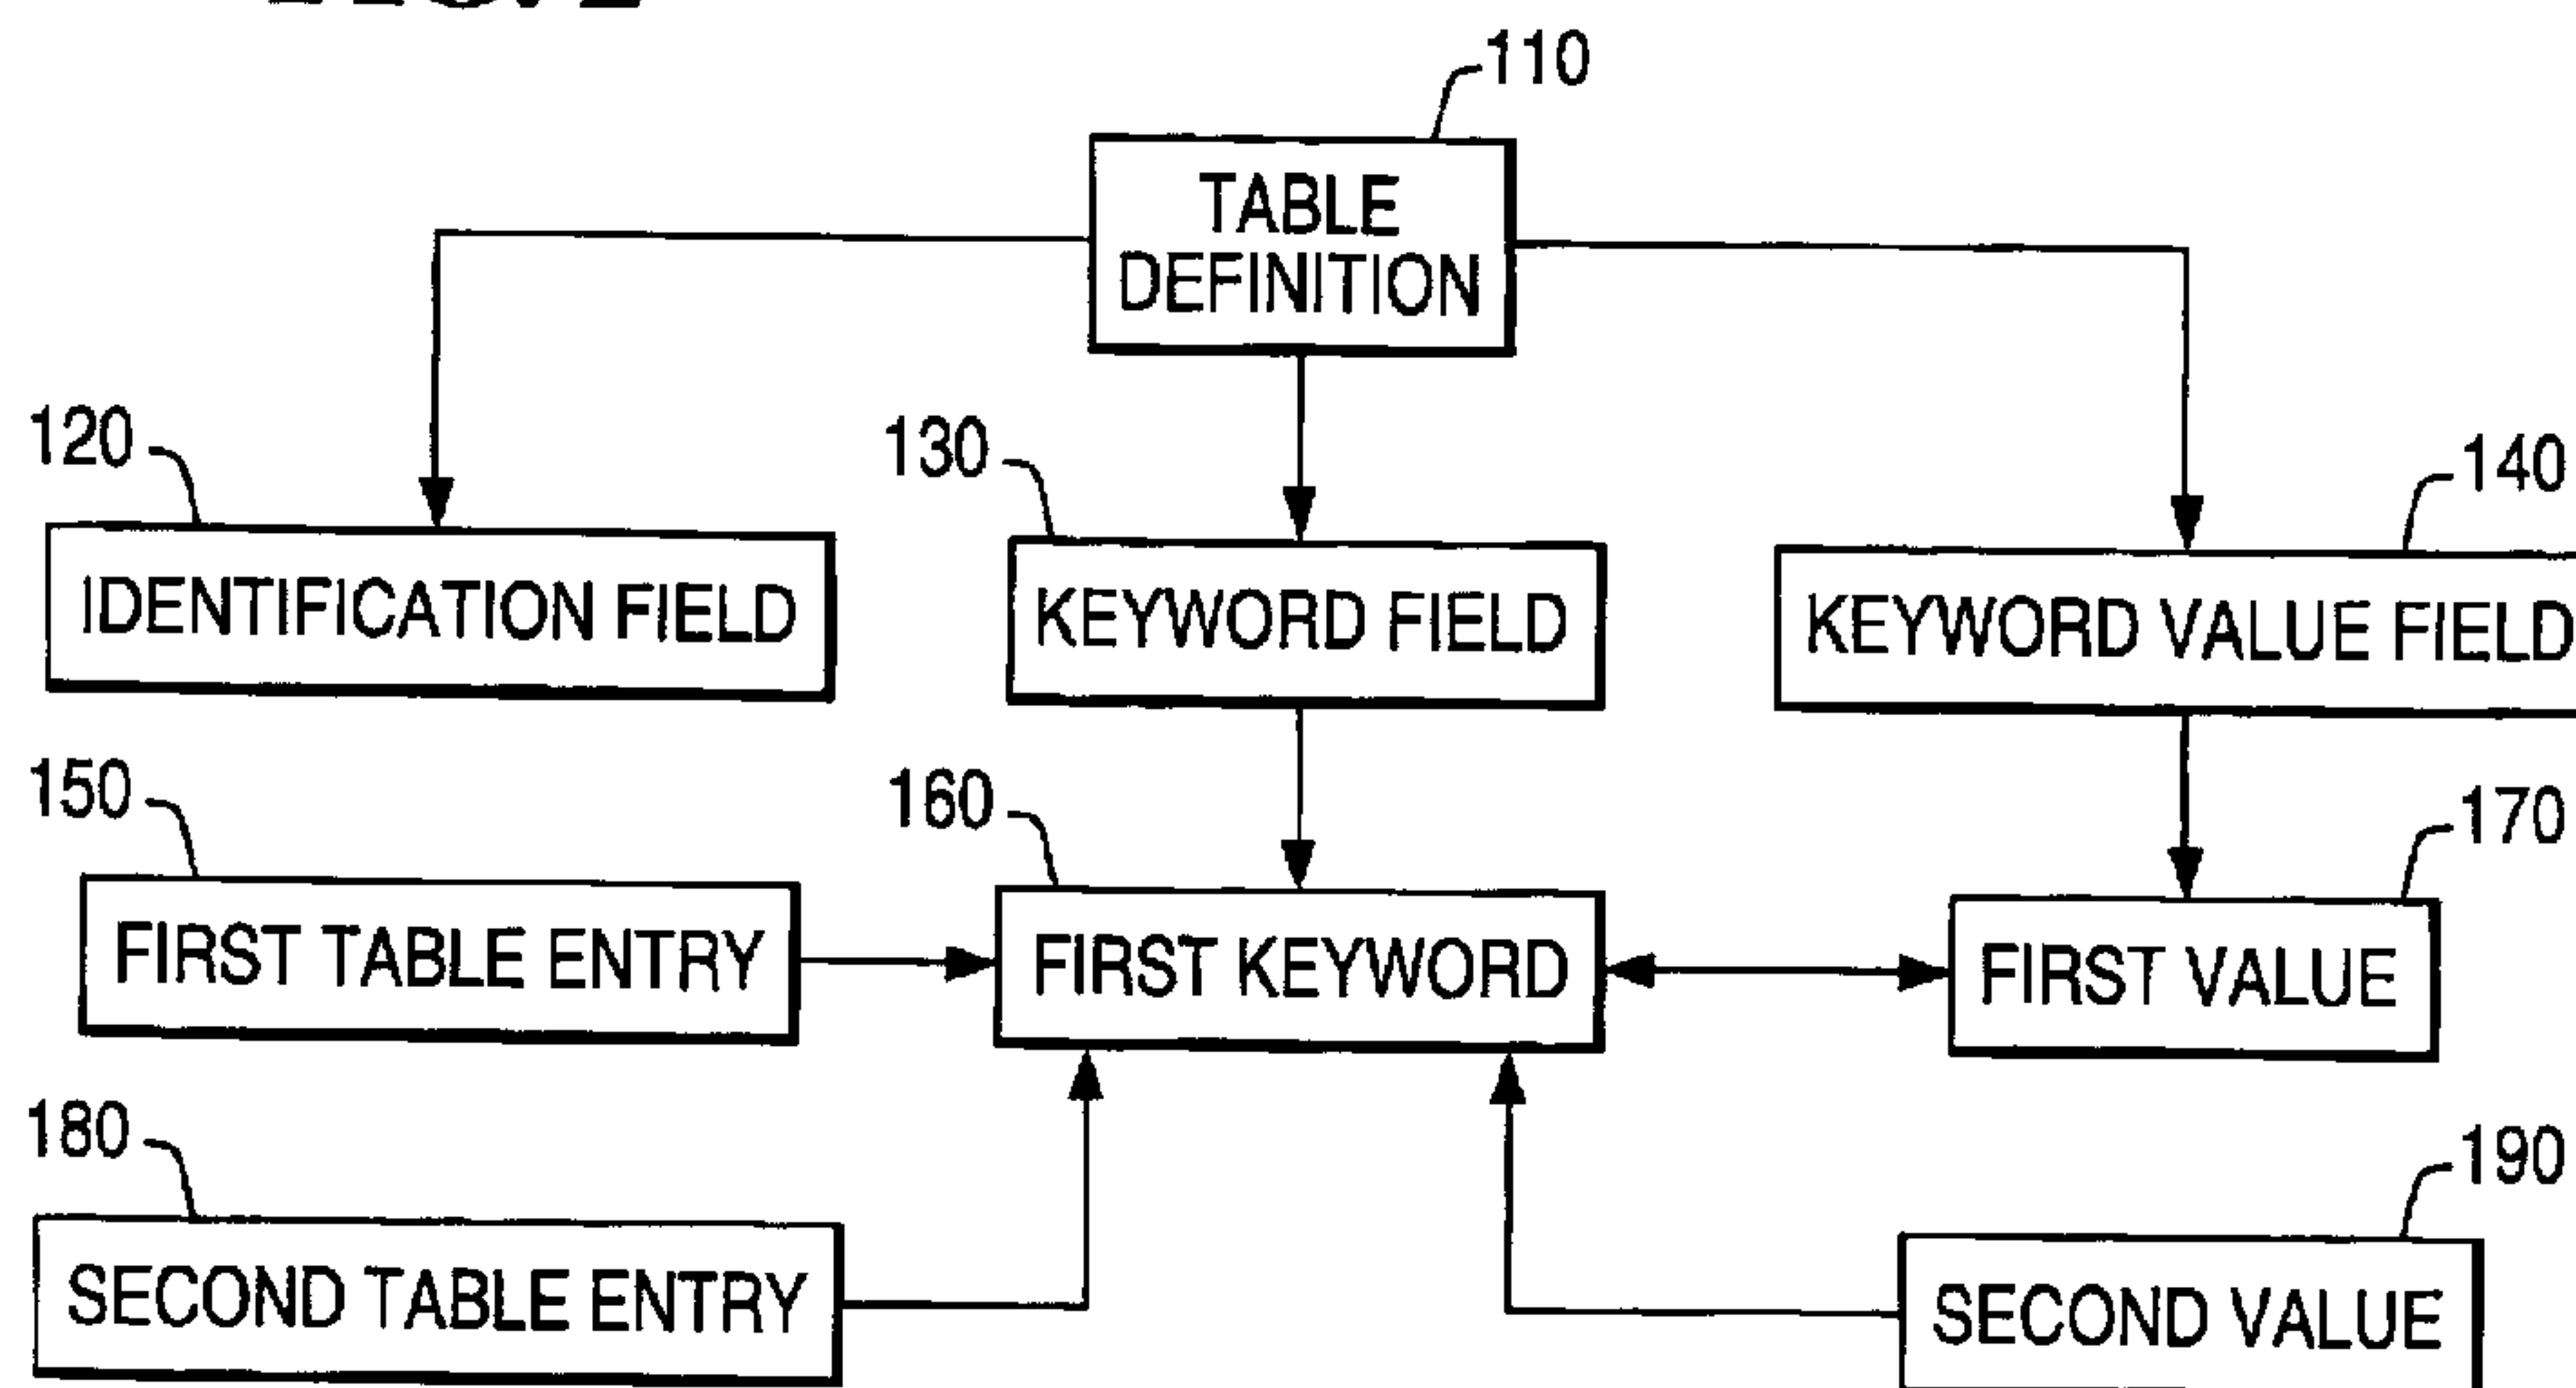 110
TABLE
DEFINITION
120
130
140
IDENTIFICATION FIELD
KEYWORD FIELD
KEYWORD VALUE FIELD
150
160
170
FIRST TABLE ENTRY
FIRST KEYWORD
FIRST VALUE
180
190
SECOND TABLE ENTRY
SECOND VALUE